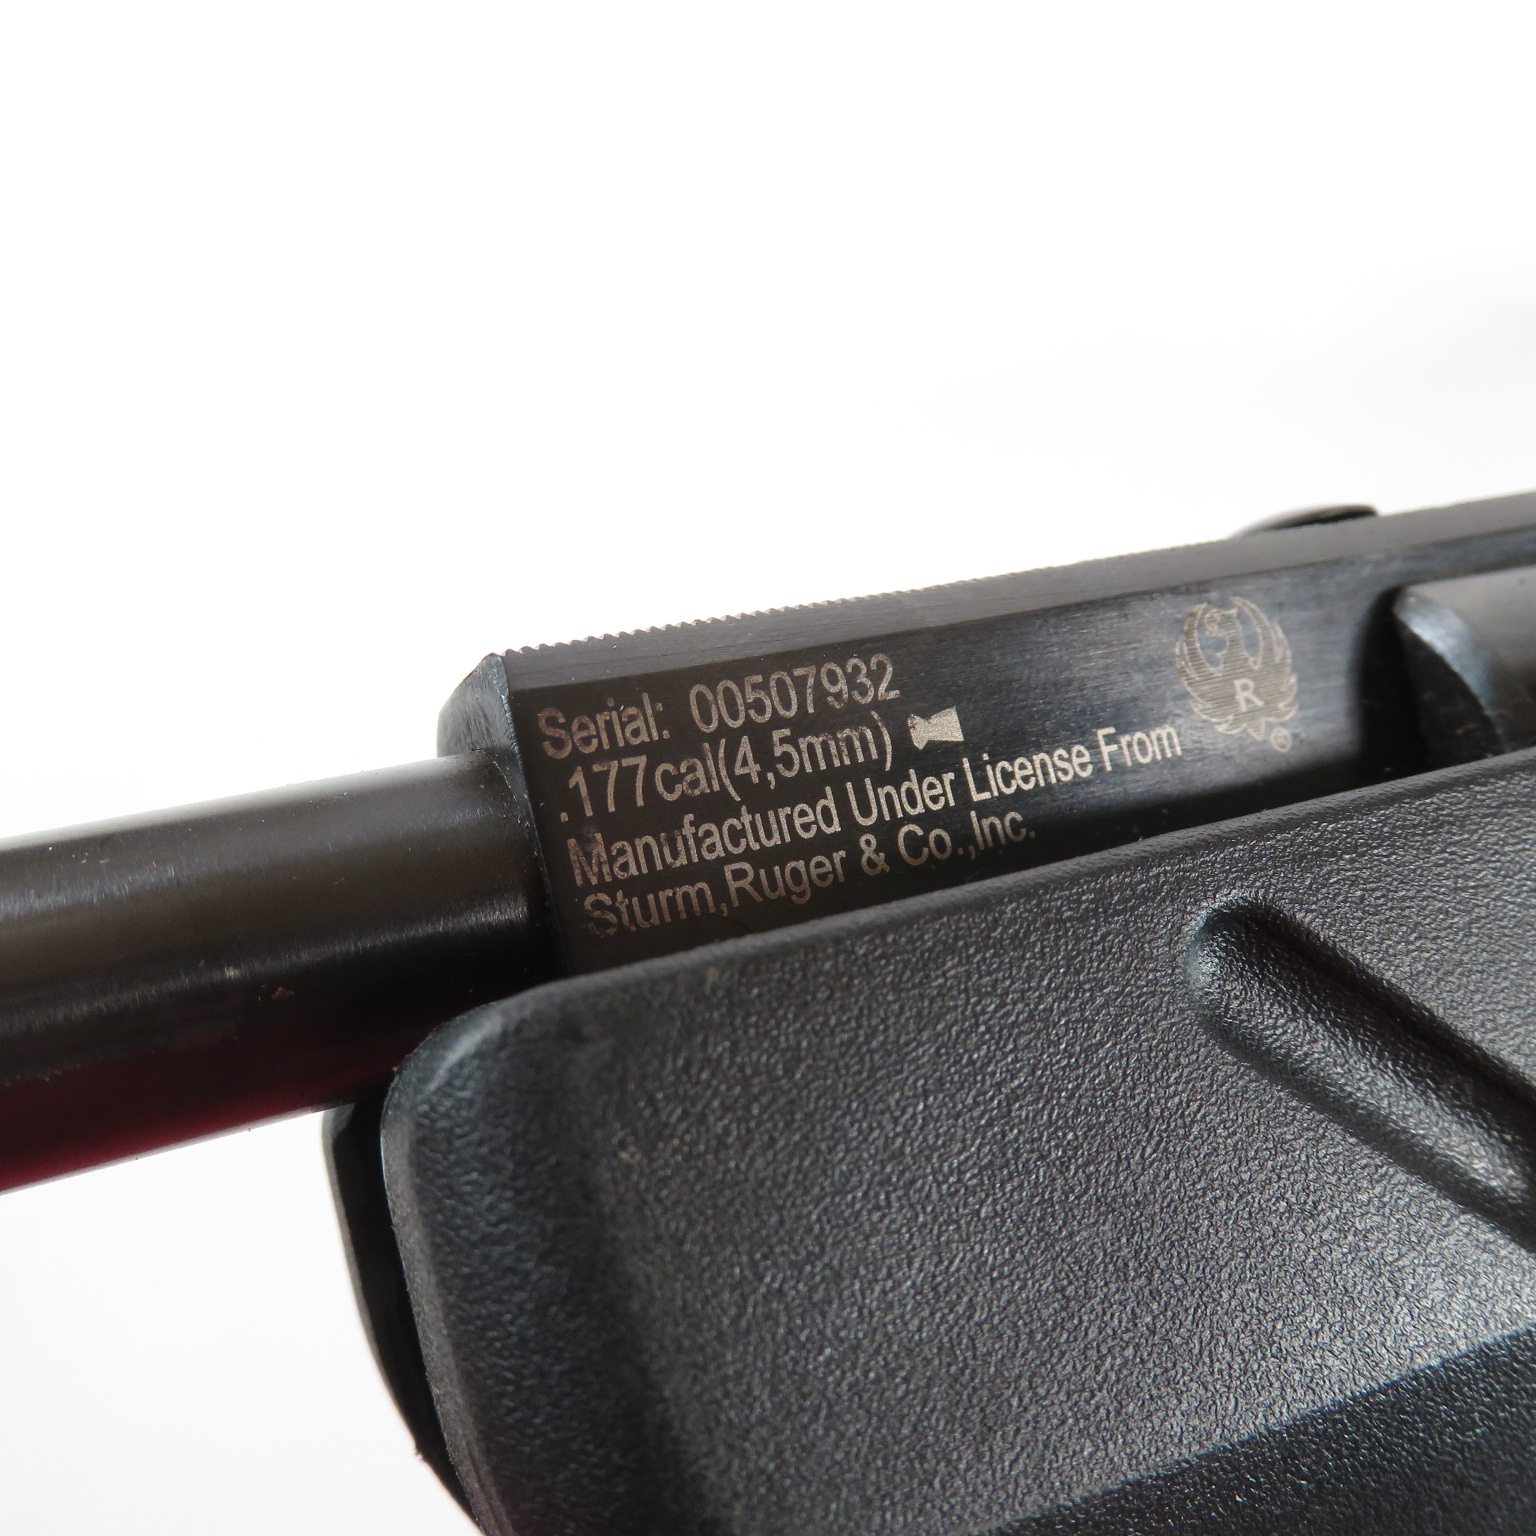 Serial: 00507932
.177cal(4,5mm)
Manufactured Under License From
Sturm,Ruger & Co.,Inc.
R
®